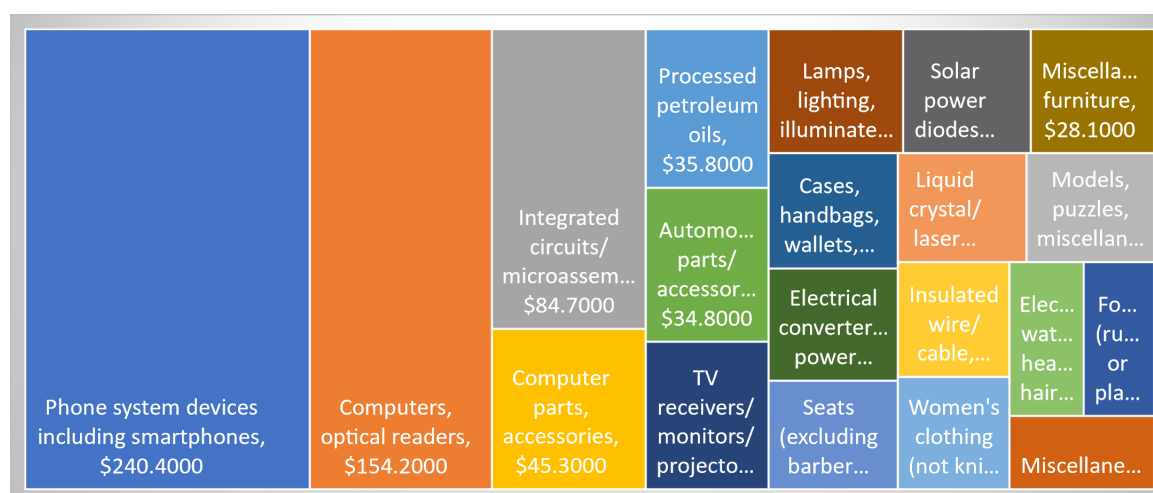 Phone system devices
including smartphones,
$240.4000
Computers,
optical readers,
$154.2000
Integrated
circuits/
microassem...
$84.7000
Computer
parts,
accessories,
$45.3000
Processed
petroleum
oils,
$35.8000
Automo...
parts/
accessor...
$34.8000
TV
receivers/
monitors/
projecto...
Lamps,
lighting,
illuminate...
Solar
power
diodes...
Miscella...
furniture,
$28.1000
Cases,
handbags,
wallets,...
Liquid
crystal/
laser...
Models,
puzzles,
miscellan...
Electrical
converter...
power...
Insulated
wire/
cable,...
Elec...
wat...
hea...
hair...
Fo...
(ru...
or
pla...
Seats
(excluding
barber...
Women's
clothing
(not kni...
Miscellane...